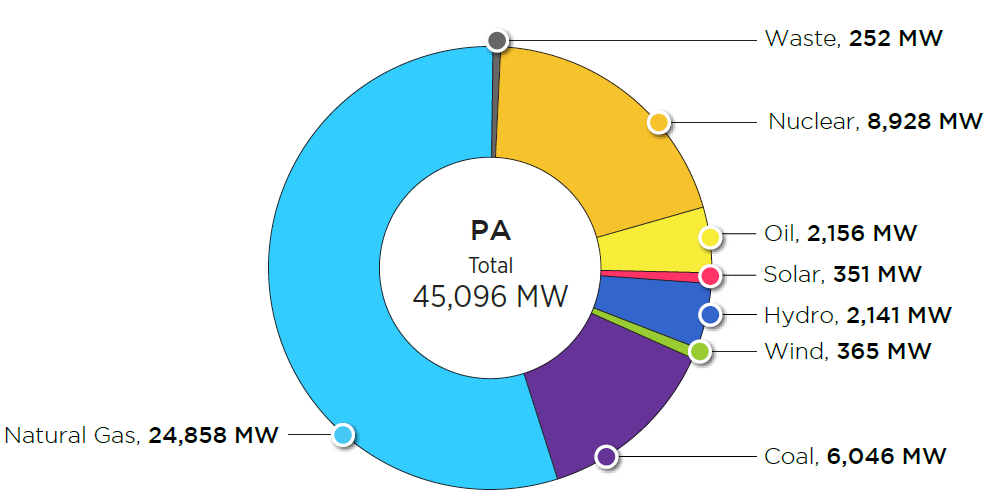 Waste, 252 MW
Nuclear, 8,928 MW
Oil, 2,156 MW
PA
Total
45,096 MW
Solar, 351 MW
Hydro, 2,141 MW
Wind, 365 MW
Natural Gas, 24,858 MW
Coal, 6,046 MW